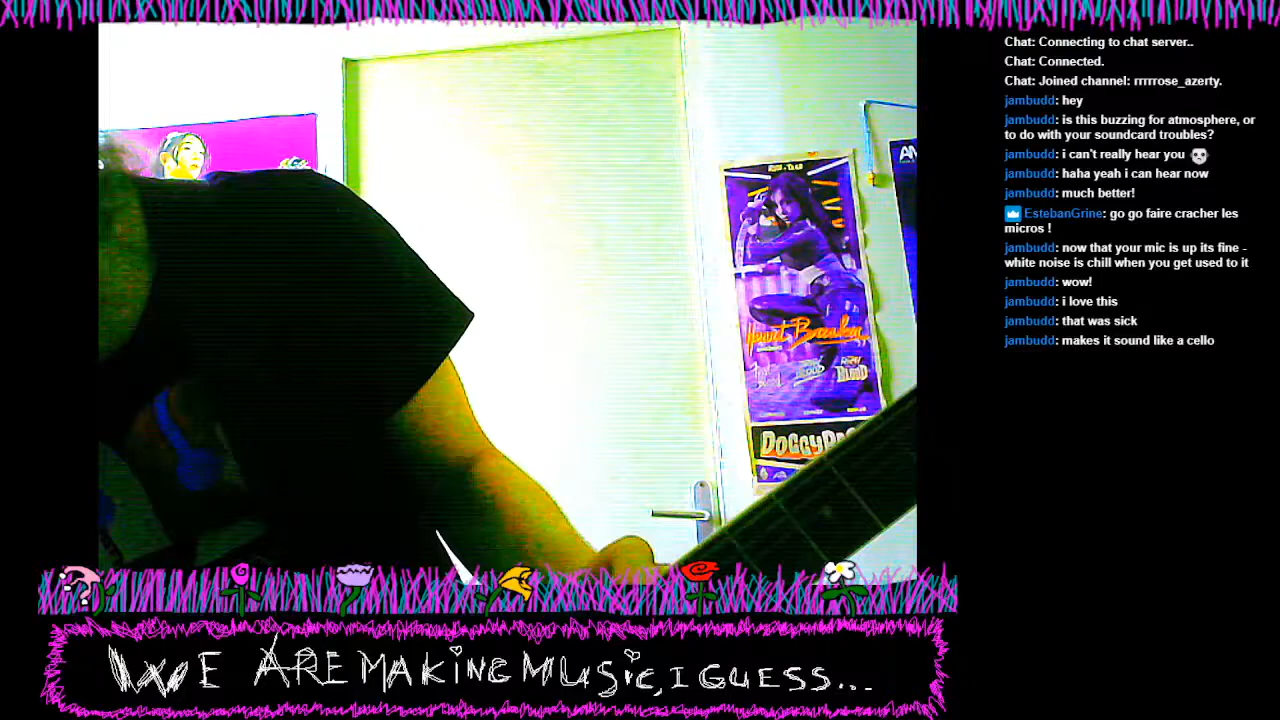 Chat: Connecting to chat server..
Chat: Connected.
Chat: Joined channel: rrrrrose_azerty.
jambudd: hey
jambudd: is this buzzing for atmosphere, or
to do with your soundcard troubles?
jambudd: i can't really hear you
jambudd: haha yeah i can hear now
jambudd: much better!
EstebanGrine: go go faire cracher les
micros !
jambudd: now that your mic is up its fine -
white noise is chill when you get used to it
jambudd: wow!
jambudd: i love this
jambudd: that was sick
jambudd: makes it sound like a cello
Heart Breaker
BLOOD
WE ARE MAKING MUSIC, I GUESS...